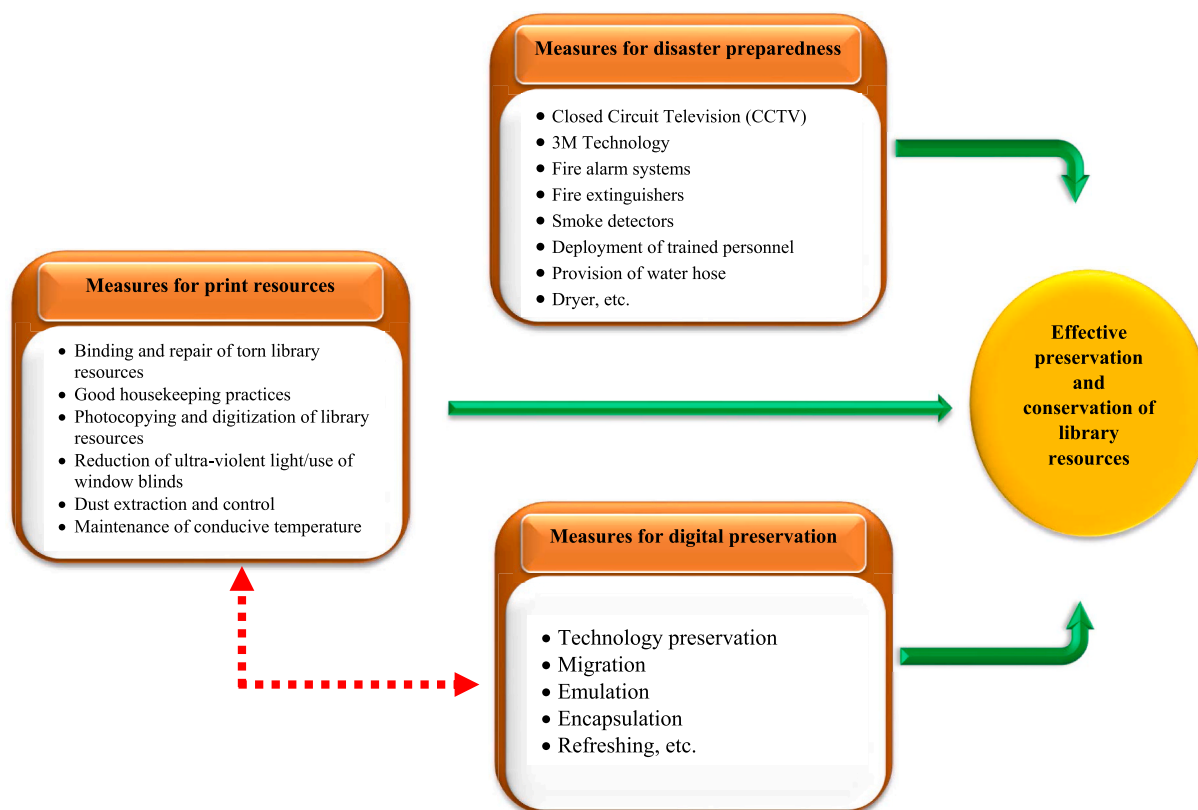 Measures for disaster preparedness
• Closed Circuit Television (CCTV)
• 3M Technology
• Fire alarm systems
• Fire extinguishers
• Smoke detectors
• Deployment of trained personnel
• Provision of water hose
• Dryer, etc.
Measures for print resources
• Binding and repair of torn library
resources
• Good housekeeping practices
• Photocopying and digitization of library
resources
• Reduction of ultra-violent light/use of
window blinds
• Dust extraction and control
• Maintenance of conducive temperature
Effective
preservation
and
conservation of
library
resources
Measures for digital preservation
• Technology preservation
• Migration
• Emulation
• Encapsulation
• Refreshing, etc.